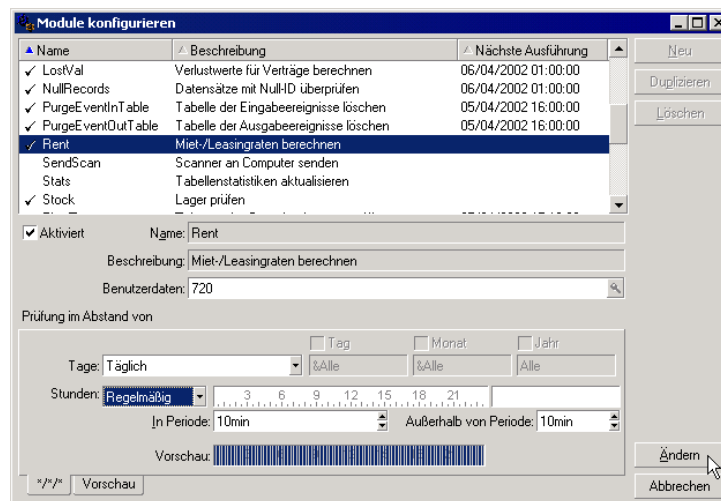 Module konfigurieren
Name Beschreibung Nächste Ausführung
LostVal Verlustwerte für Verträge berechnen 06/04/2002 01:00:00
NullRecords Datensätze mit Null-ID überprüfen 06/04/2002 01:00:00
PurgeEventInTable Tabelle der Eingabeereignisse löschen 05/04/2002 16:00:00
PurgeEventOutTable Tabelle der Ausgabeereignisse löschen 05/04/2002 16:00:00
Rent Miet-/Leasingraten berechnen
SendScan Scanner an Computer senden
Stats Tabellenstatistiken aktualisieren
Stock Lager prüfen
Neu
Duplizieren
Löschen
Aktiviert Name: Rent
Beschreibung: Miet-/Leasingraten berechnen
Benutzerdaten: 720
Prüfung im Abstand von
Tag Monat Jahr
Tage: Täglich &Alle &Alle Alle
Stunden: Regelmäßig 3 6 9 12 15 18 21
In Periode: 10min Außerhalb von Periode: 10min
Vorschau:
*/*/* Vorschau
Ändern
Abbrechen